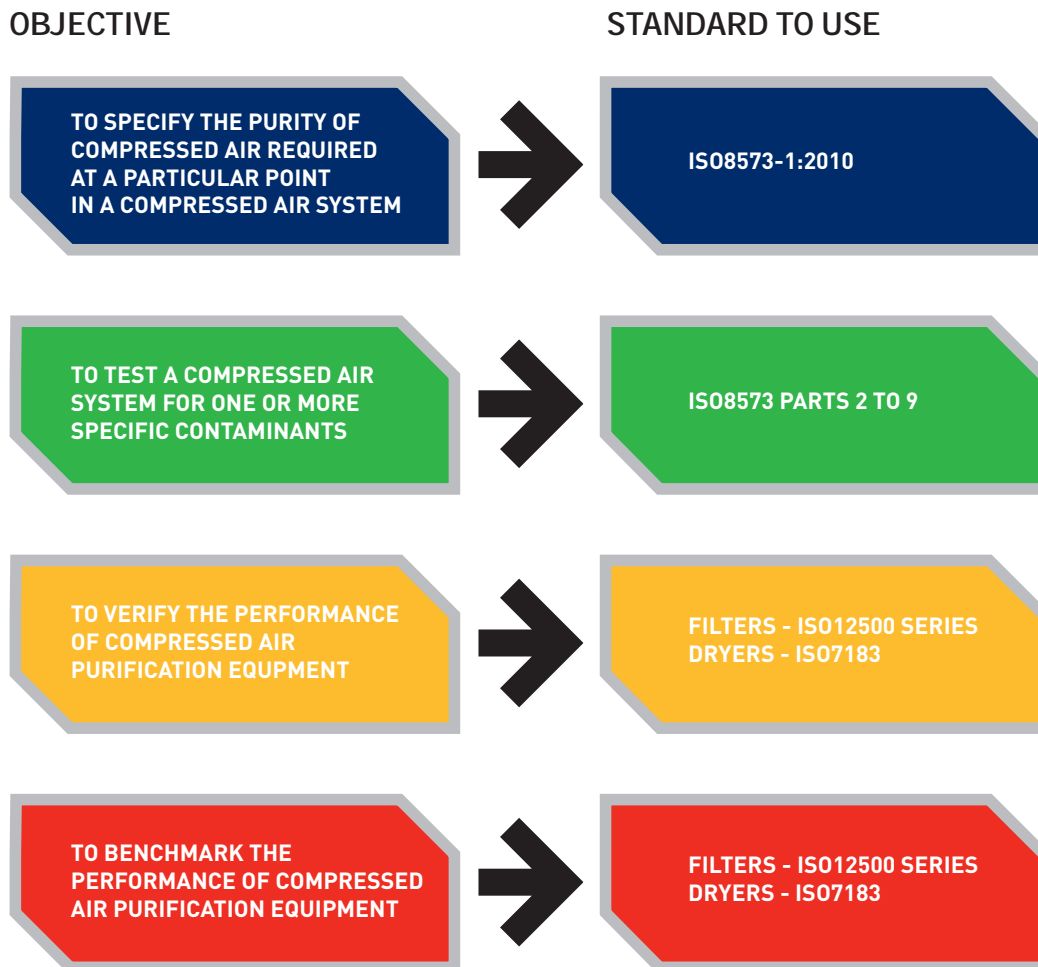 OBJECTIVE
STANDARD TO USE
TO SPECIFY THE PURITY OF
COMPRESSED AIR REQUIRED
AT A PARTICULAR POINT
IN A COMPRESSED AIR SYSTEM
ISO8573-1:2010
TO TEST A COMPRESSED AIR
SYSTEM FOR ONE OR MORE
SPECIFIC CONTAMINANTS
ISO8573 PARTS 2 TO 9
TO VERIFY THE PERFORMANCE
OF COMPRESSED AIR
PURIFICATION EQUPMENT
FILTERS - ISO12500 SERIES
DRYERS - ISO7183
TO BENCHMARK THE
PERFORMANCE OF COMPRESSED
AIR PURIFICATION EQUIPMENT
FILTERS - ISO12500 SERIES
DRYERS - ISO7183